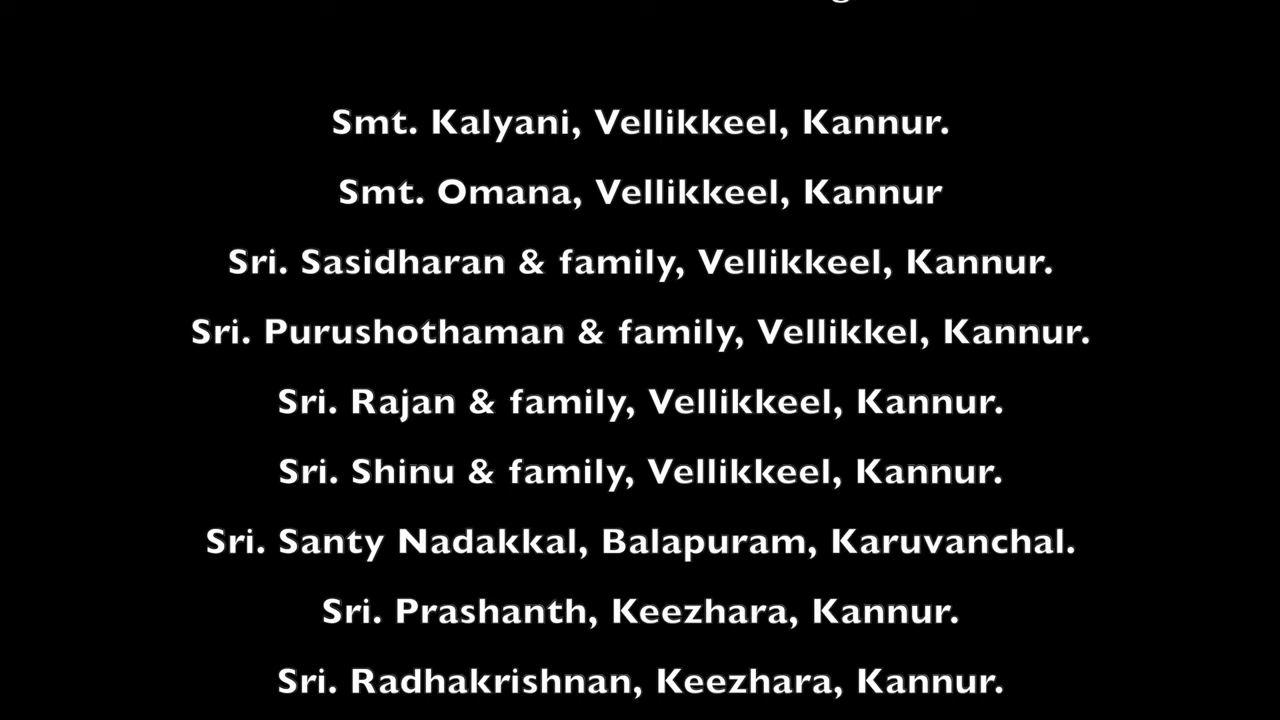 Smt. Kalyani, Vellikkeel, Kannur.
Smt. Omana, Vellikkeel, Kannur
Sri. Sasidharan & family, Vellikkeel, Kannur.
Sri. Purushothaman & family, Vellikkel, Kannur.
Sri. Rajan & family, Vellikkeel, Kannur.
Sri. Shinu & family, Vellikkeel, Kannur.
Sri. Santy Nadakkal, Balapuram, Karuvanchal.
Sri. Prashanth, Keezhara, Kannur.
Sri. Radhakrishnan, Keezhara, Kannur.